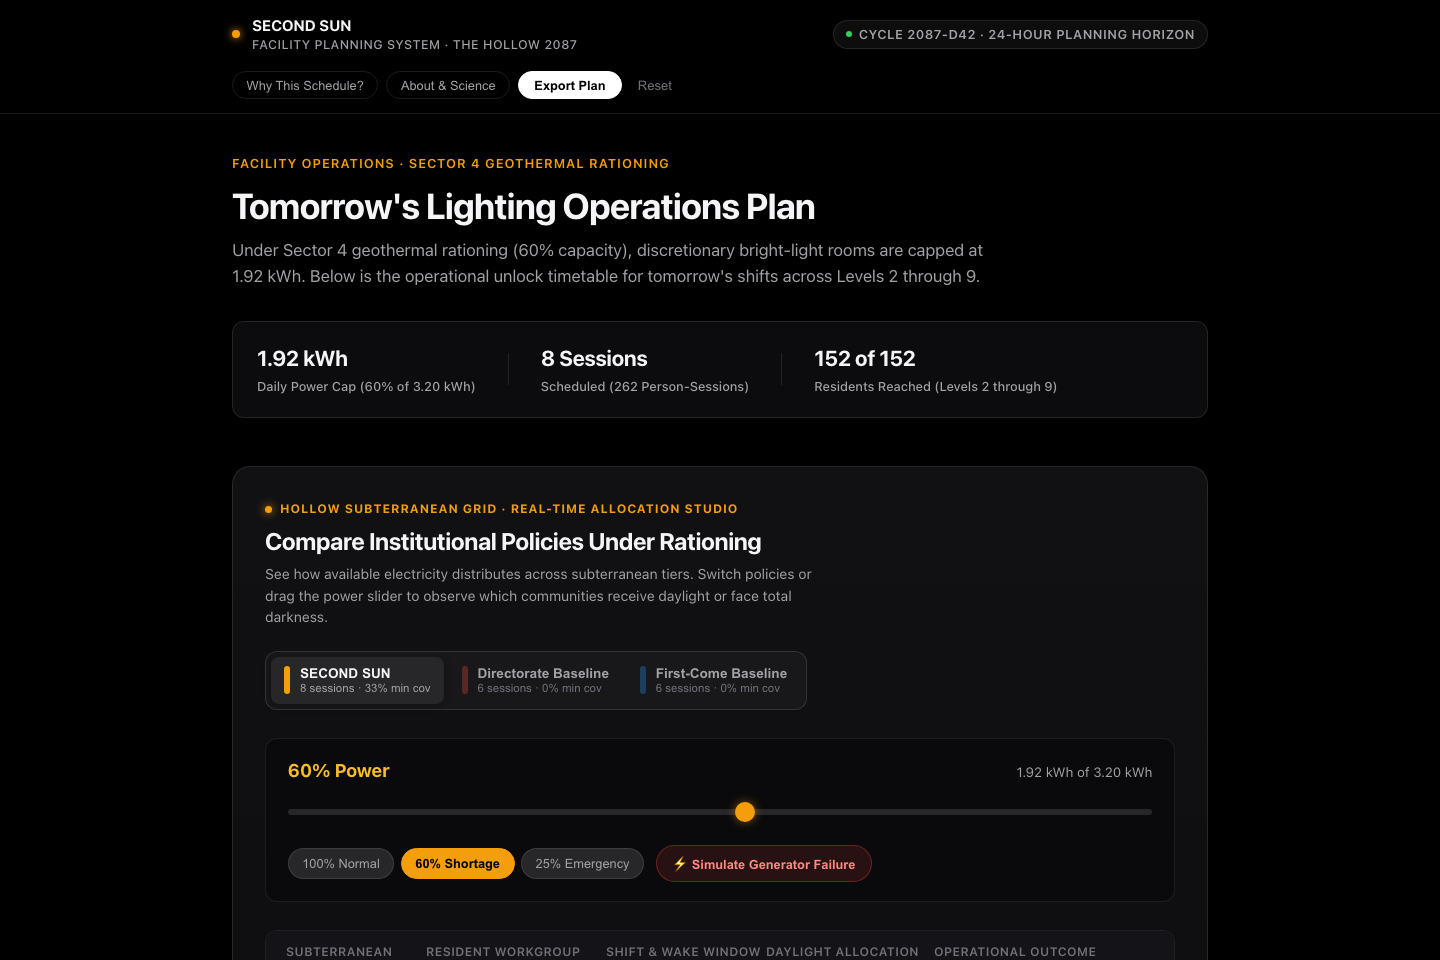 SECOND SUN
FACILITY PLANNING SYSTEM · THE HOLLOW 2087
CYCLE 2087-D42 · 24-HOUR PLANNING HORIZON
Why This Schedule?
About & Science
Export Plan
Reset
FACILITY OPERATIONS · SECTOR 4 GEOTHERMAL RATIONING
Tomorrow's Lighting Operations Plan
Under Sector 4 geothermal rationing (60% capacity), discretionary bright-light rooms are capped at
1.92 kWh. Below is the operational unlock timetable for tomorrow's shifts across Levels 2 through 9.
1.92 kWh
Daily Power Cap (60% of 3.20 kWh)
8 Sessions
Scheduled (262 Person-Sessions)
152 of 152
Residents Reached (Levels 2 through 9)
HOLLOW SUBTERRANEAN GRID · REAL-TIME ALLOCATION STUDIO
Compare Institutional Policies Under Rationing
See how available electricity distributes across subterranean tiers. Switch policies or
drag the power slider to observe which communities receive daylight or face total
darkness.
SECOND SUN
8 sessions · 33% min cov
Directorate Baseline
6 sessions · 0% min cov
First-Come Baseline
6 sessions · 0% min cov
60% Power
1.92 kWh of 3.20 kWh
100% Normal
60% Shortage
25% Emergency
⚡ Simulate Generator Failure
SUBTERRANEAN
RESIDENT WORKGROUP
SHIFT & WAKE WINDOW
DAYLIGHT ALLOCATION
OPERATIONAL OUTCOME